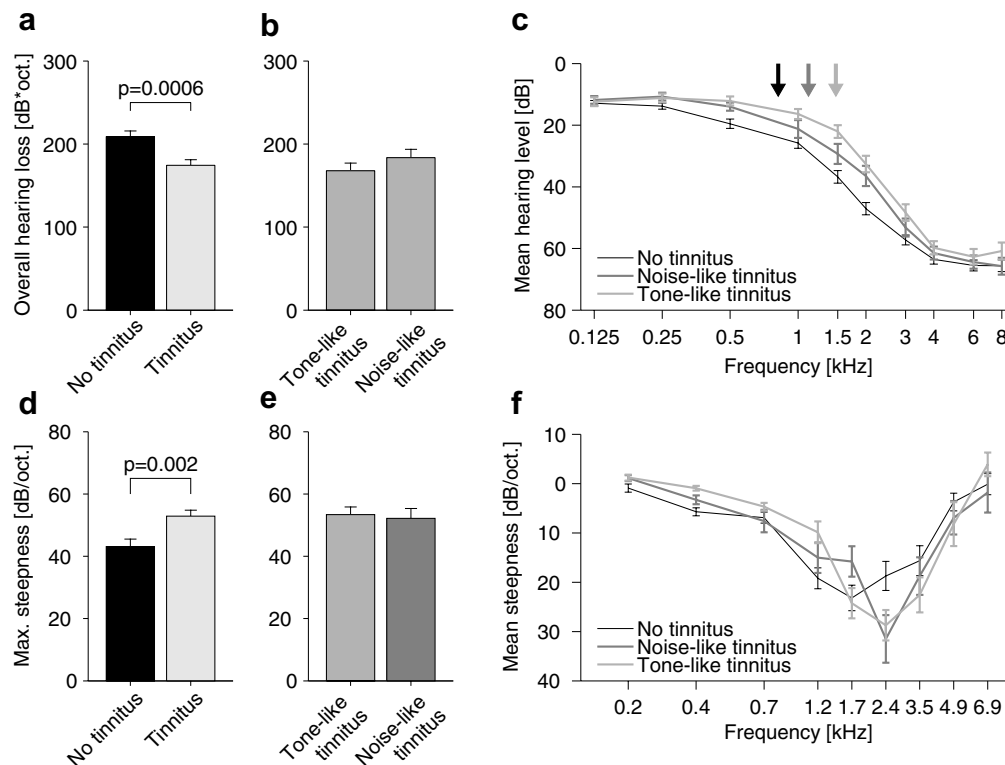 a
Overall hearing loss [dB*oct.]
300
200
100
0
p=0.0006
No tinnitus
Tinnitus
b
300
200
100
0
Tone-like
tinnitus
Noise-like
tinnitus
c
Mean hearing level [dB]
0
20
40
60
80
No tinnitus
Noise-like tinnitus
Tone-like tinnitus
0.125 0.25 0.5 1 1.5 2 3 4 6 8
Frequency [kHz]
d
Max. steepness [dB/oct.]
80
60
40
20
0
p=0.002
No tinnitus
Tinnitus
e
80
60
40
20
0
Tone-like
tinnitus
Noise-like
tinnitus
f
Mean steepness [dB/oct.]
10
0
10
20
30
40
No tinnitus
Noise-like tinnitus
Tone-like tinnitus
0.2 0.4 0.7 1.2 1.7 2.4 3.5 4.9 6.9
Frequency [kHz]